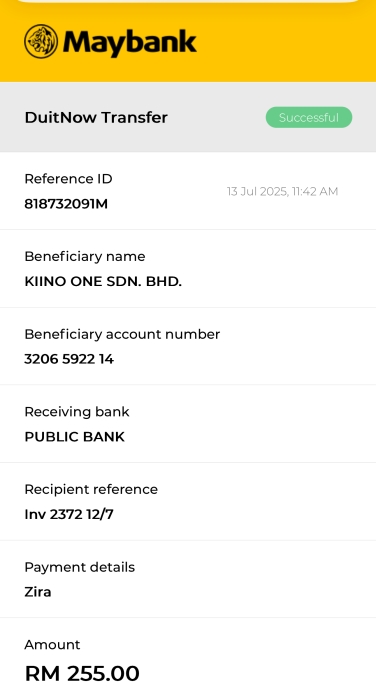 Maybank
DuitNow Transfer
Successful
Reference ID
13 Jul 2025, 11:42 AM
818732091M
Beneficiary name
KIINO ONE SDN. BHD.
Beneficiary account number
3206 5922 14
Receiving bank
PUBLIC BANK
Recipient reference
Inv 2372 12/7
Payment details
Zira
Amount
RM 255.00